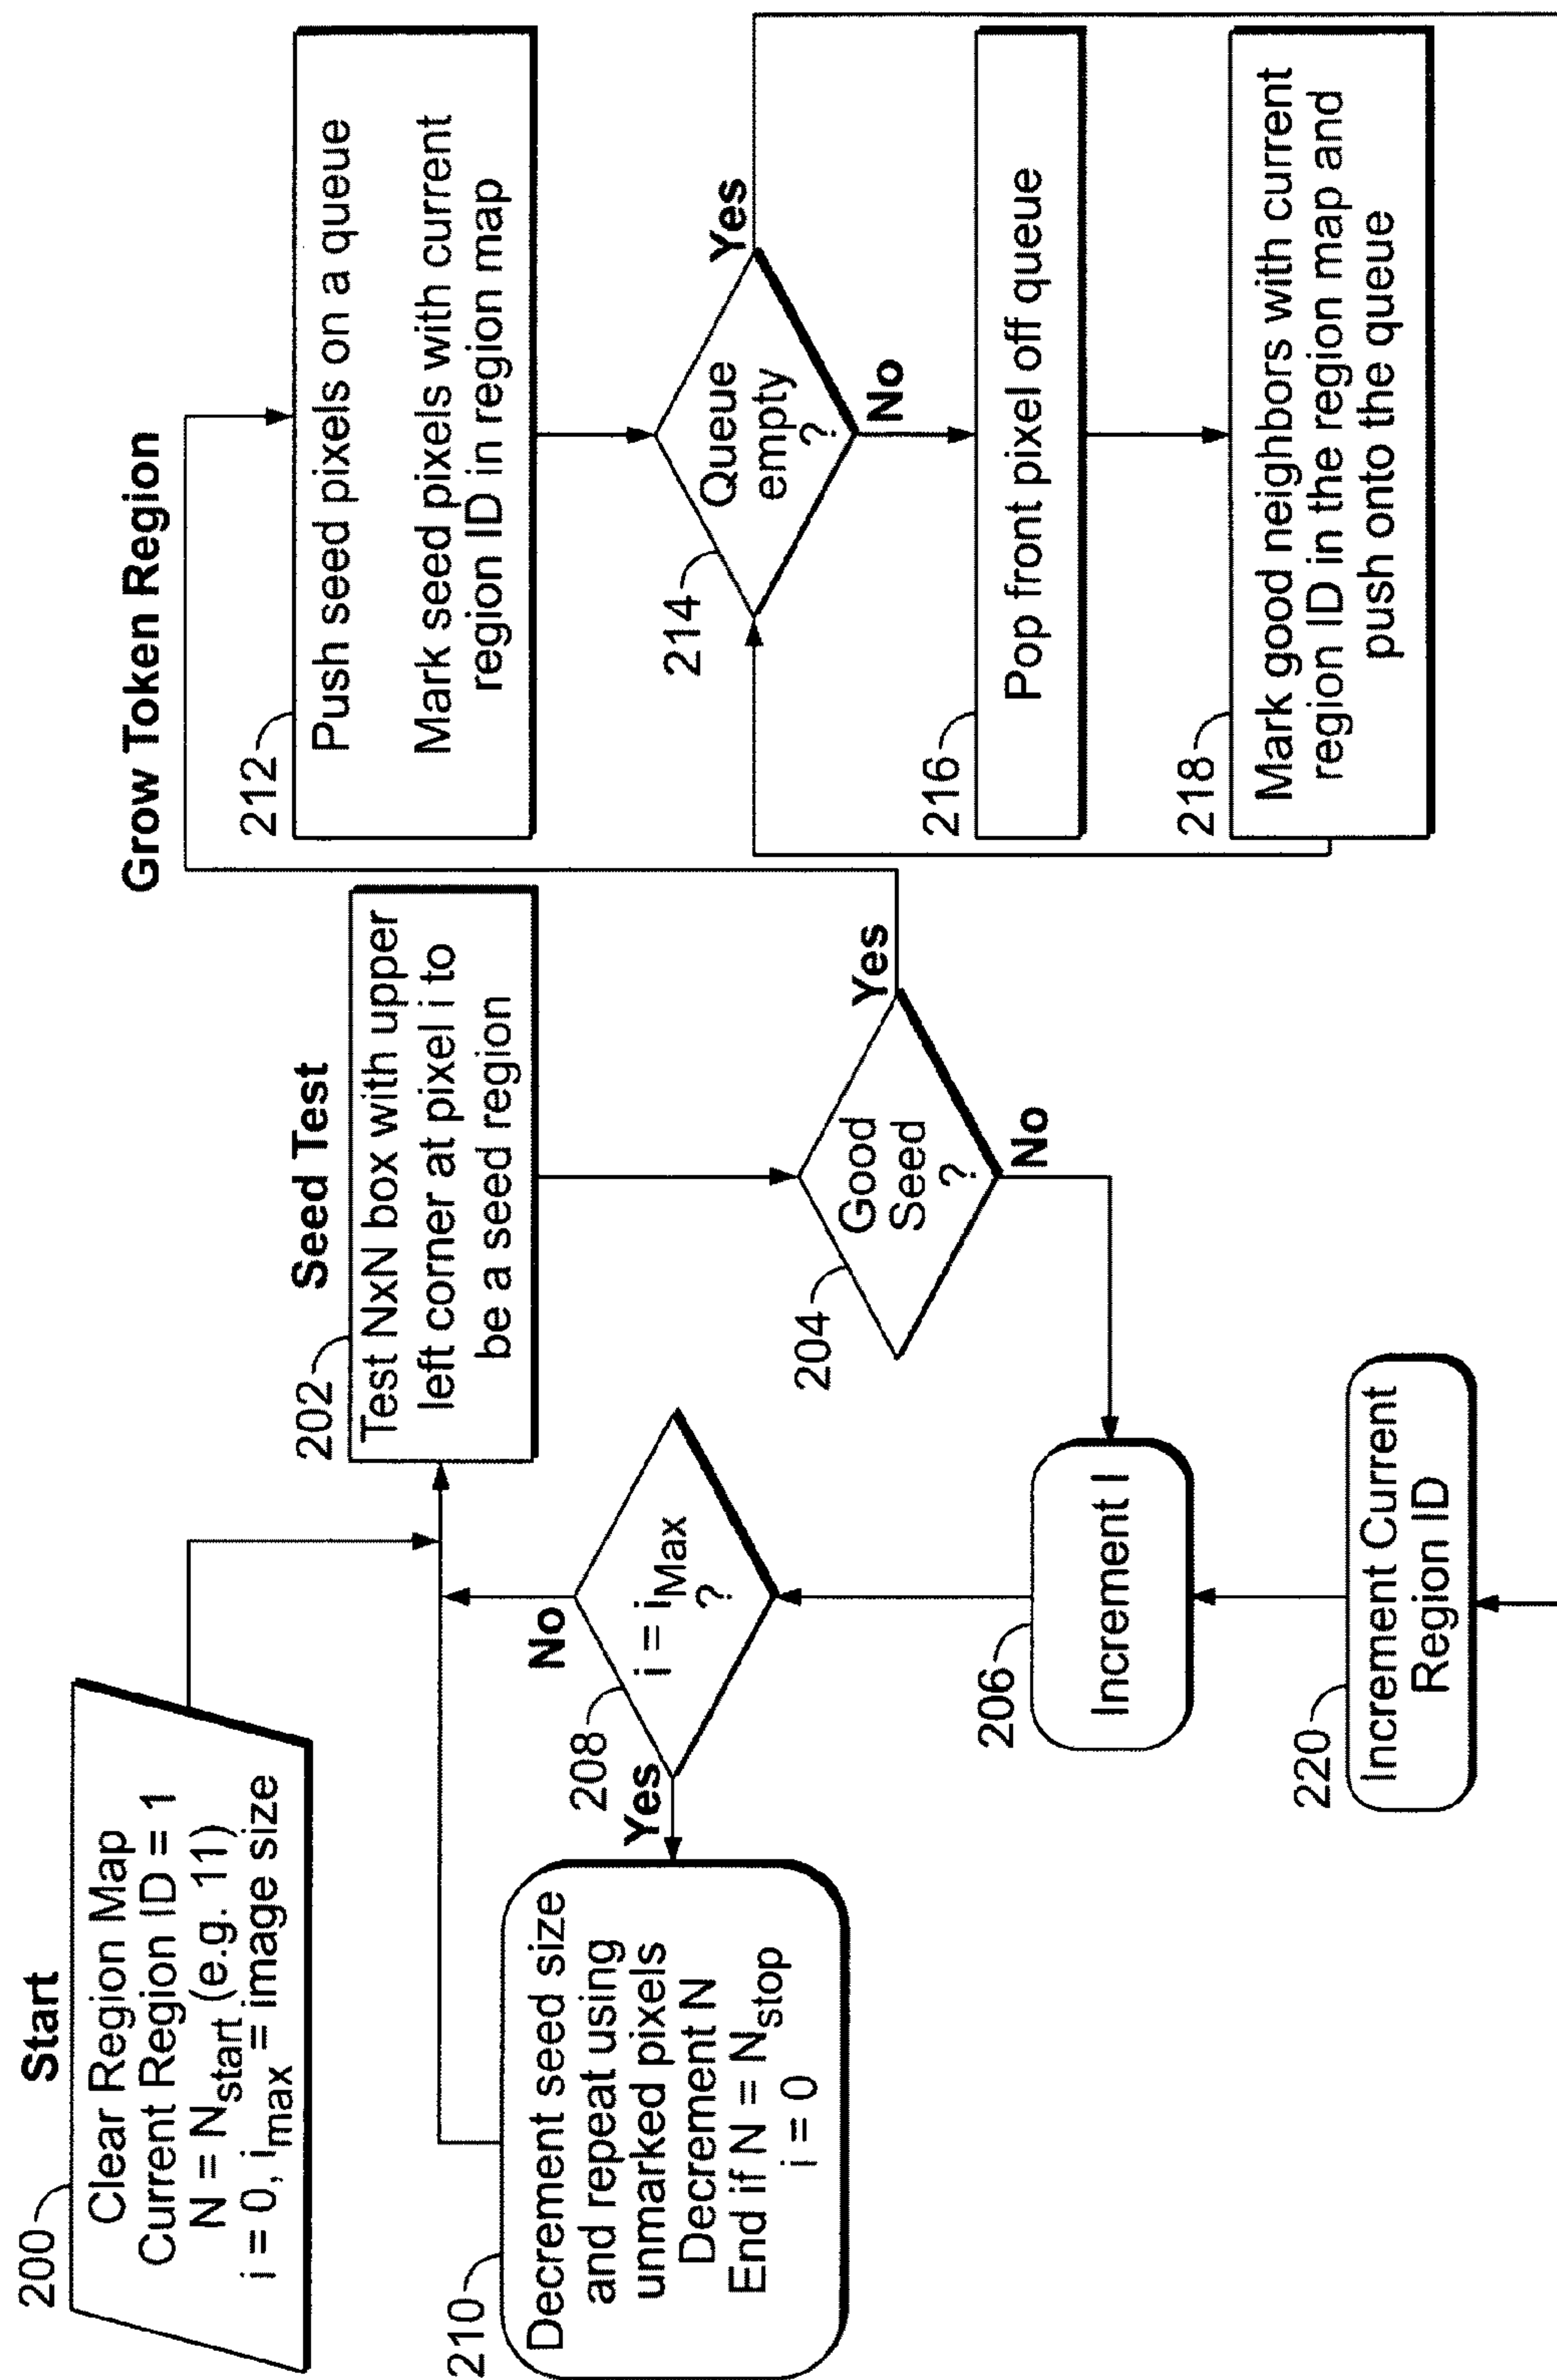 Start
200
Clear Region Map
Current Region ID = 1
N = Nstart (e.g. 11)
i = 0, imax = image size
Seed Test
202
Test NxN box with upper
left corner at pixel i to
be a seed region
204
Good
Seed
?
Yes
No
206
Increment I
208
i = iMax
?
No
Yes
210
Decrement seed size
and repeat using
unmarked pixels
Decrement N
End if N = Nstop
i = 0
Grow Token Region
212
Push seed pixels on a queue
Mark seed pixels with current
region ID in region map
214
Queue
empty
?
Yes
No
216
Pop front pixel off queue
218
Mark good neighbors with current
region ID in the region map and
push onto the queue
220
Increment Current
Region ID